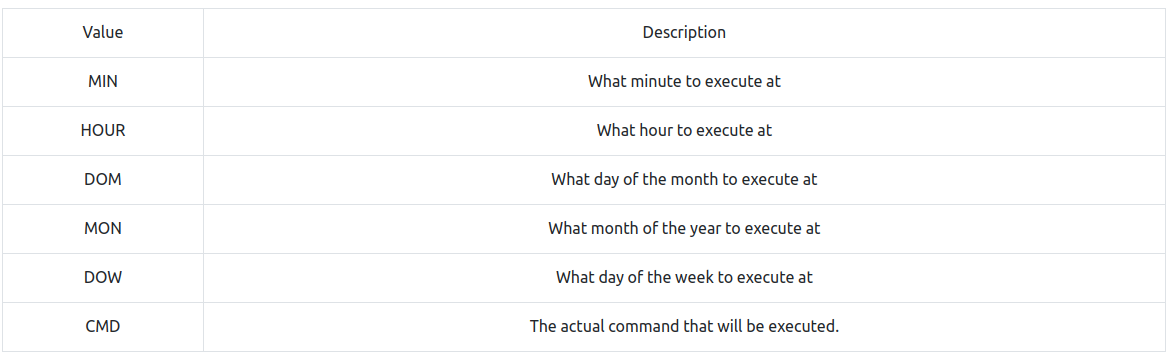 Value Description
MIN What minute to execute at
HOUR What hour to execute at
DOM What day of the month to execute at
MON What month of the year to execute at
DOW What day of the week to execute at
CMD The actual command that will be executed.